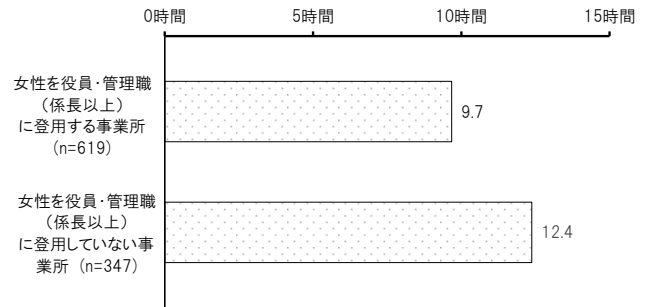 0時間 5時間 10時間 15時間
女性を役員・管理職
（係長以上）
に登用する事業所
(n=619)
9.7
女性を役員・管理職
（係長以上）
に登用していない事
業所 (n=347)
12.4